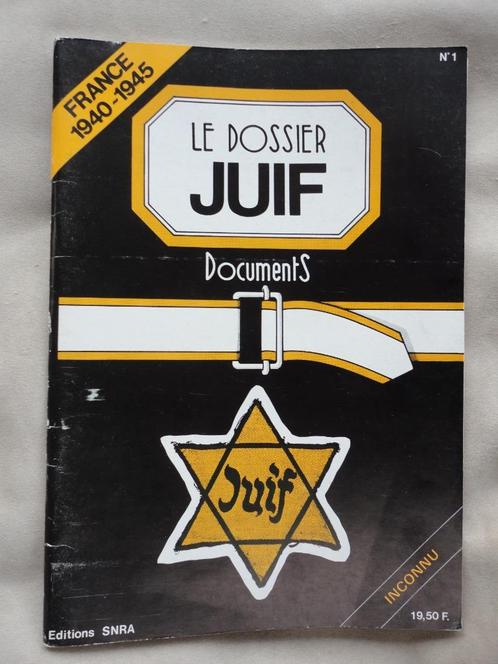 FRANCE
1940-1945
N°1
LE DOSSIER
JUIF
DocumentS
Juif
INCONNU
19,50 F.
Editions SNRA